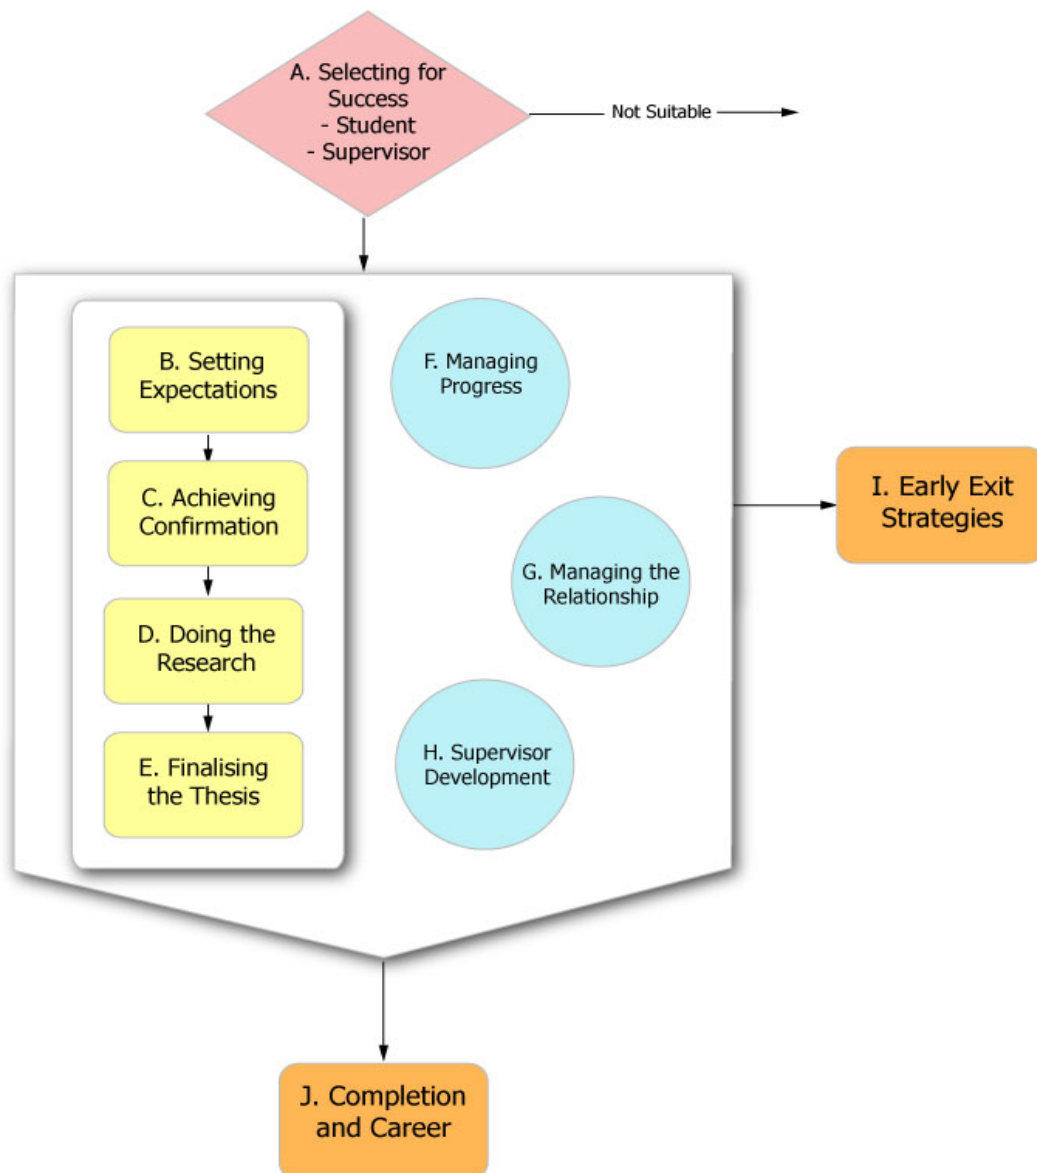 A. Selecting for
Success
- Student
- Supervisor
Not Suitable
B. Setting
Expectations
C. Achieving
Confirmation
D. Doing the
Research
E. Finalising
the Thesis
F. Managing
Progress
G. Managing the
Relationship
H. Supervisor
Development
I. Early Exit
Strategies
J. Completion
and Career